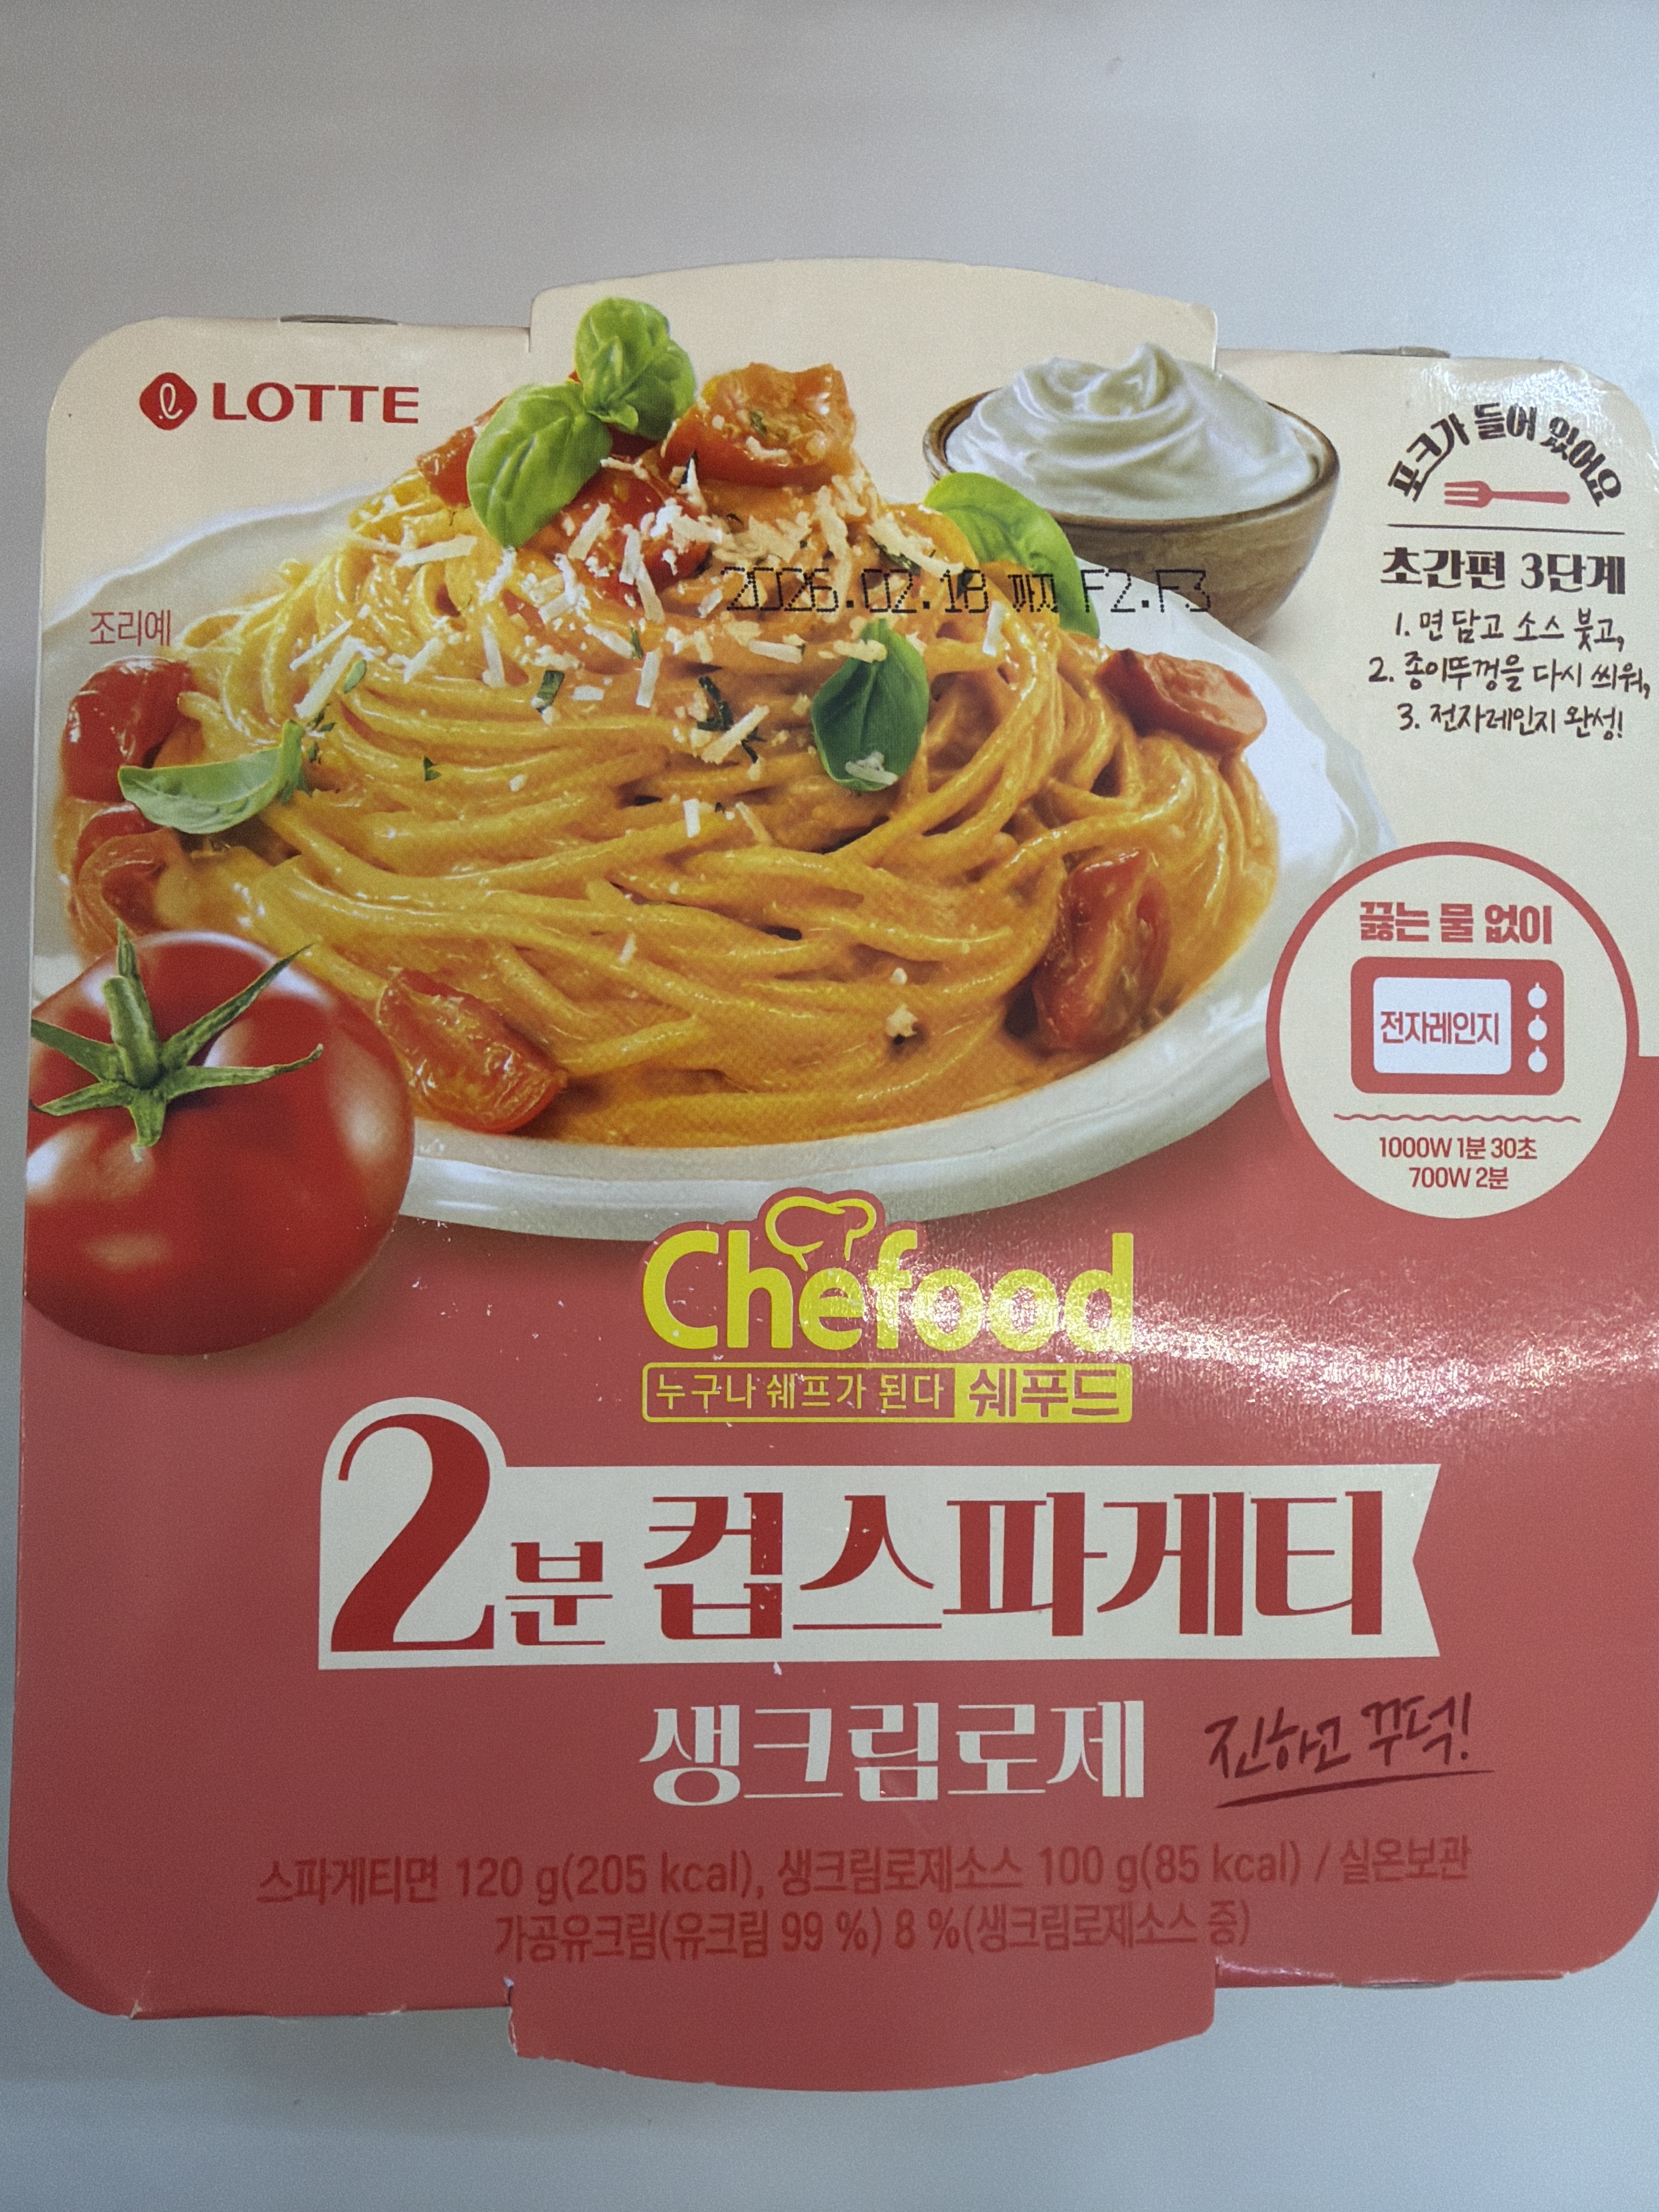 LOTTE
포크가 들어 있어요
초간편 3단계
1. 면 담고 소스 붓고,
2. 종이뚜껑을 다시 씌워,
3. 전자레인지 완성!
2026.02.18 까지 F2.F3
조리예
끓는 물 없이
전자레인지
1000W 1분 30초
700W 2분
Chefood
누구나 쉐프가 된다 쉐푸드
2분 컵스파게티
생크림로제 진하고 꾸덕!
스파게티면 120 g(205 kcal), 생크림로제소스 100 g(85 kcal) / 실온보관
가공유크림(유크림 99 %) 8 %(생크림로제소스 중)